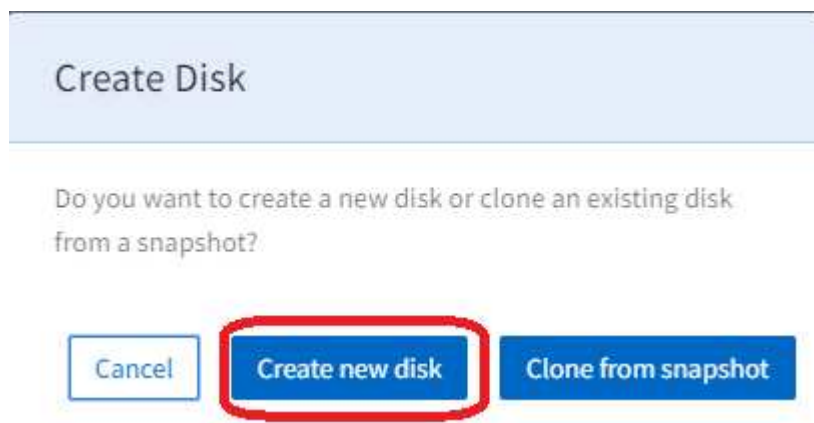 Create Disk
Do you want to create a new disk or clone an existing disk
from a snapshot?
Cancel
Create new disk
Clone from snapshot